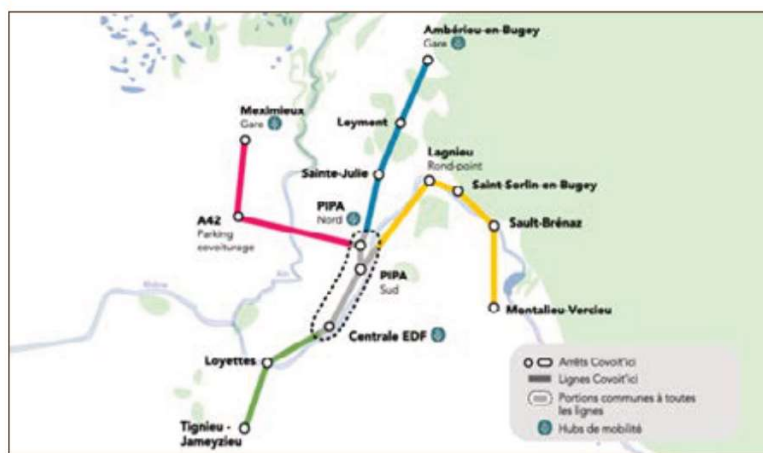 Ambérieu-en-Bugey
Gare
Meximieux
Gare
Leyment
Lagnieu
Rond-point
Sainte-Julie
Saint-Sorlin-en-Bugey
PIPA
Nord
A42
Parking
covoiturage
Sault-Brénaz
PIPA
Sud
Rhône
Ain
Montalieu-Vercieu
Centrale EDF
Loyettes
Arrêts Covoit'ici
Lignes Covoit'ici
Portions communes à toutes
les lignes
Hubs de mobilité
Tignieu -
Jameyzieu